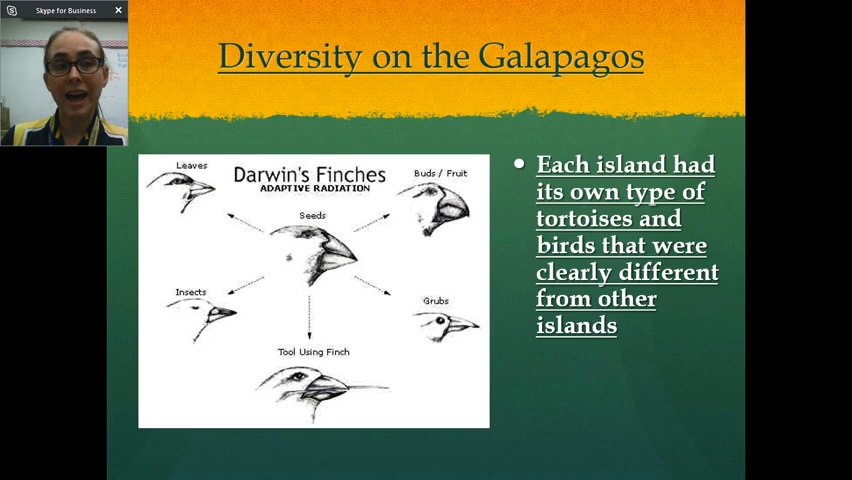 Skype for Business
Diversity on the Galapagos
Leaves
Darwin's Finches
ADAPTIVE RADIATION
Buds / Fruit
Seeds
Insects
Grubs
Tool Using Finch
• Each island had
its own type of
tortoises and
birds that were
clearly different
from other
islands